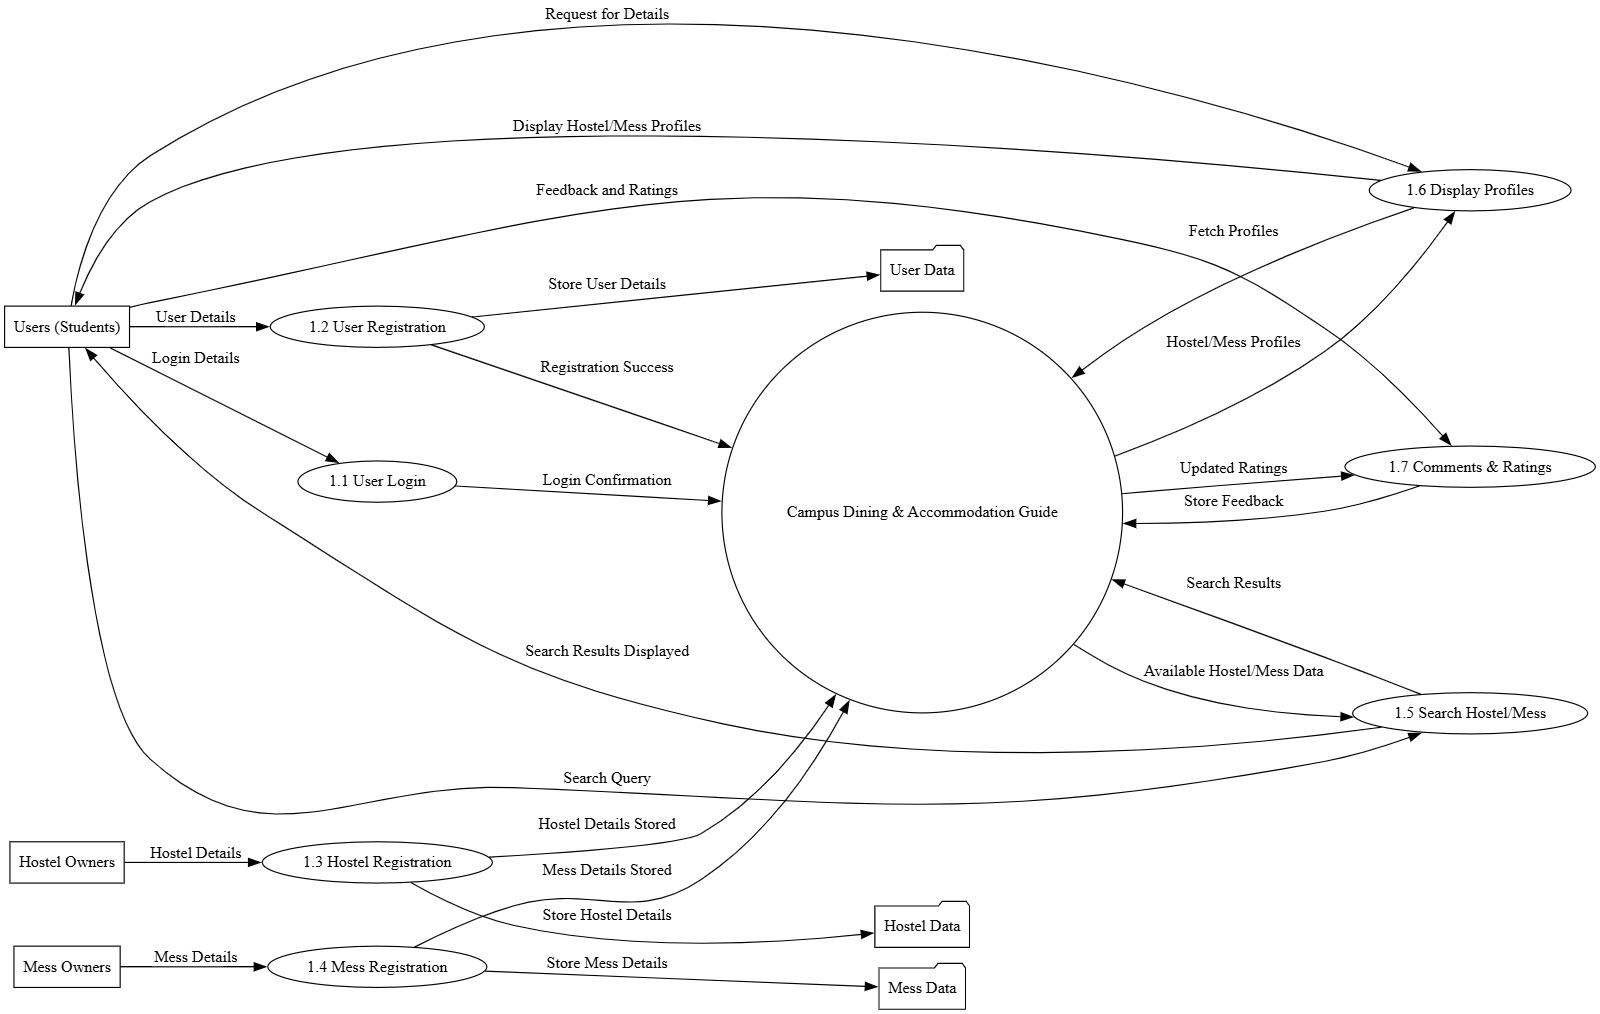 Request for Details
Display Hostel/Mess Profiles
1.6 Display Profiles
Feedback and Ratings
Fetch Profiles
User Data
Store User Details
Users (Students)
User Details
1.2 User Registration
Hostel/Mess Profiles
Login Details
Registration Success
1.7 Comments & Ratings
Updated Ratings
1.1 User Login
Login Confirmation
Store Feedback
Campus Dining & Accommodation Guide
Search Results
Search Results Displayed
Available Hostel/Mess Data
1.5 Search Hostel/Mess
Search Query
Hostel Details Stored
Hostel Owners
Hostel Details
1.3 Hostel Registration
Mess Details Stored
Store Hostel Details
Hostel Data
Mess Owners
Mess Details
1.4 Mess Registration
Store Mess Details
Mess Data